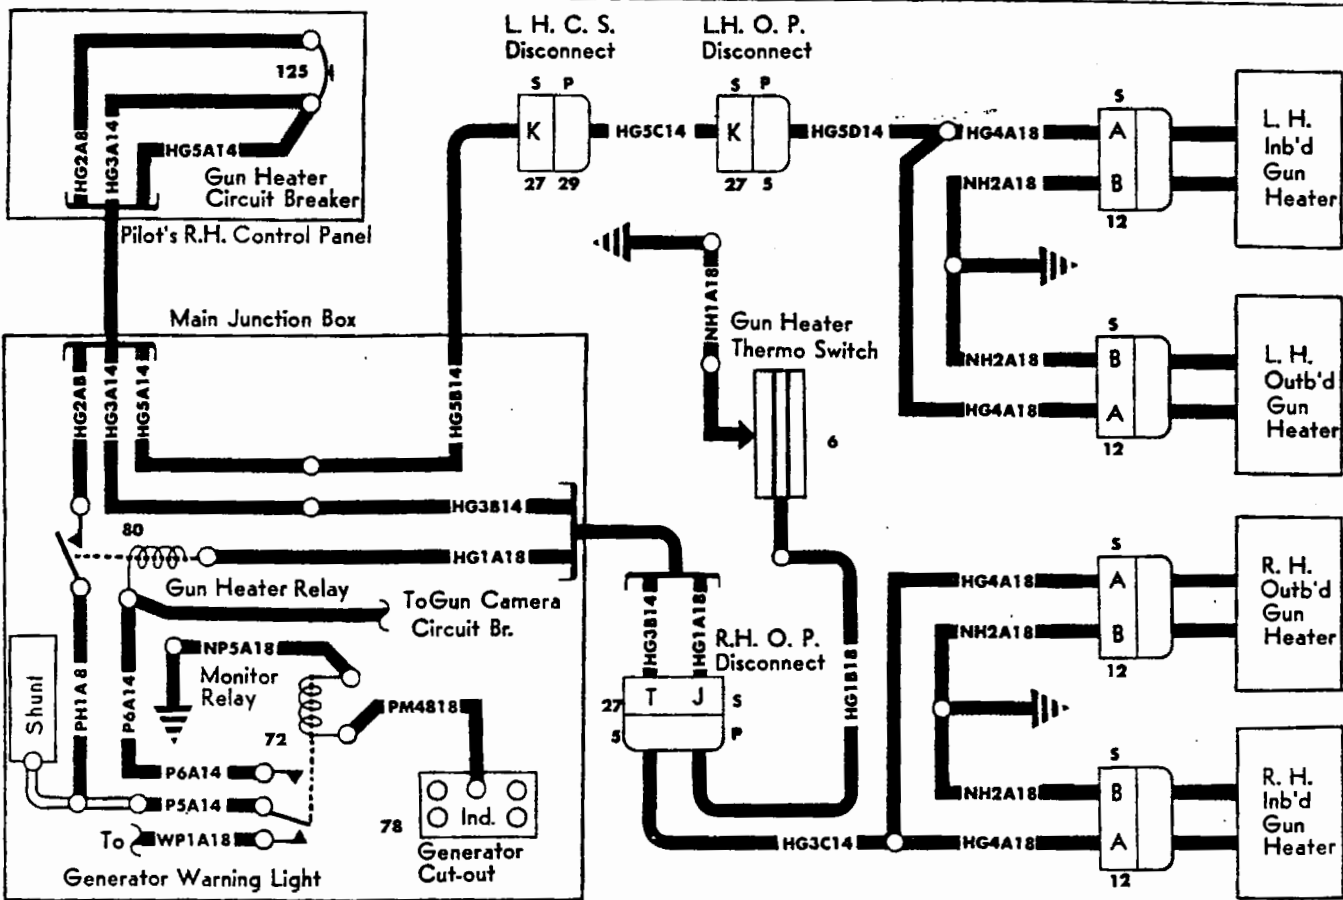 125
HG2A8
HG3A14
HG5A14
Gun Heater
Circuit Breaker
Pilot's R.H. Control Panel
L. H. C. S.
Disconnect
S P
K
27 29
HG5C14
L.H. O. P.
Disconnect
S P
K
27 5
HG5D14
HG4A18
S
A
NH2A18
B
12
L. H.
Inb'd
Gun
Heater
NH1A18
Gun Heater
Thermo Switch
6
S
NH2A18
B
HG4A18
A
12
L. H.
Outb'd
Gun
Heater
Main Junction Box
HG2AB
HG3A14
HG5A14
HG5B14
HG3B14
80
HG1A18
Gun Heater Relay
To Gun Camera
Circuit Br.
NP5A18
Monitor
Relay
Shunt
PH1A8
P6A14
72
PM4818
P6A14
P5A14
To WP1A18
Generator Warning Light
78
Ind.
Generator
Cut-out
HG3B14
HG1A18
R.H. O. P.
Disconnect
27 T J S
5 P
HG1B18
HG3C14
S
HG4A18
A
NH2A18
B
12
R. H.
Outb'd
Gun
Heater
S
NH2A18
B
HG4A18
A
12
R. H.
Inb'd
Gun
Heater